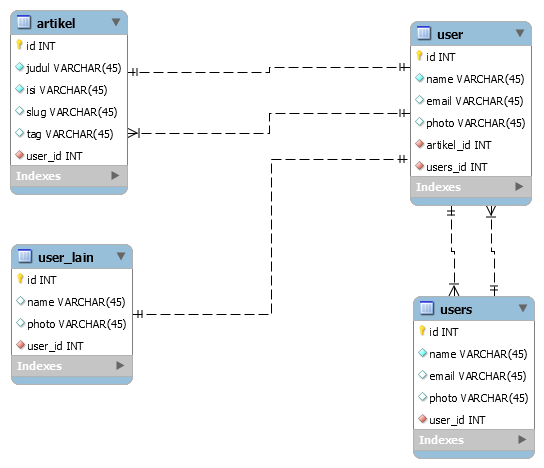 artikel
id INT
judul VARCHAR(45)
isi VARCHAR(45)
slug VARCHAR(45)
tag VARCHAR(45)
user_id INT
Indexes
user
id INT
name VARCHAR(45)
email VARCHAR(45)
photo VARCHAR(45)
artikel_id INT
users_id INT
Indexes
user_lain
id INT
name VARCHAR(45)
photo VARCHAR(45)
user_id INT
Indexes
users
id INT
name VARCHAR(45)
email VARCHAR(45)
photo VARCHAR(45)
user_id INT
Indexes